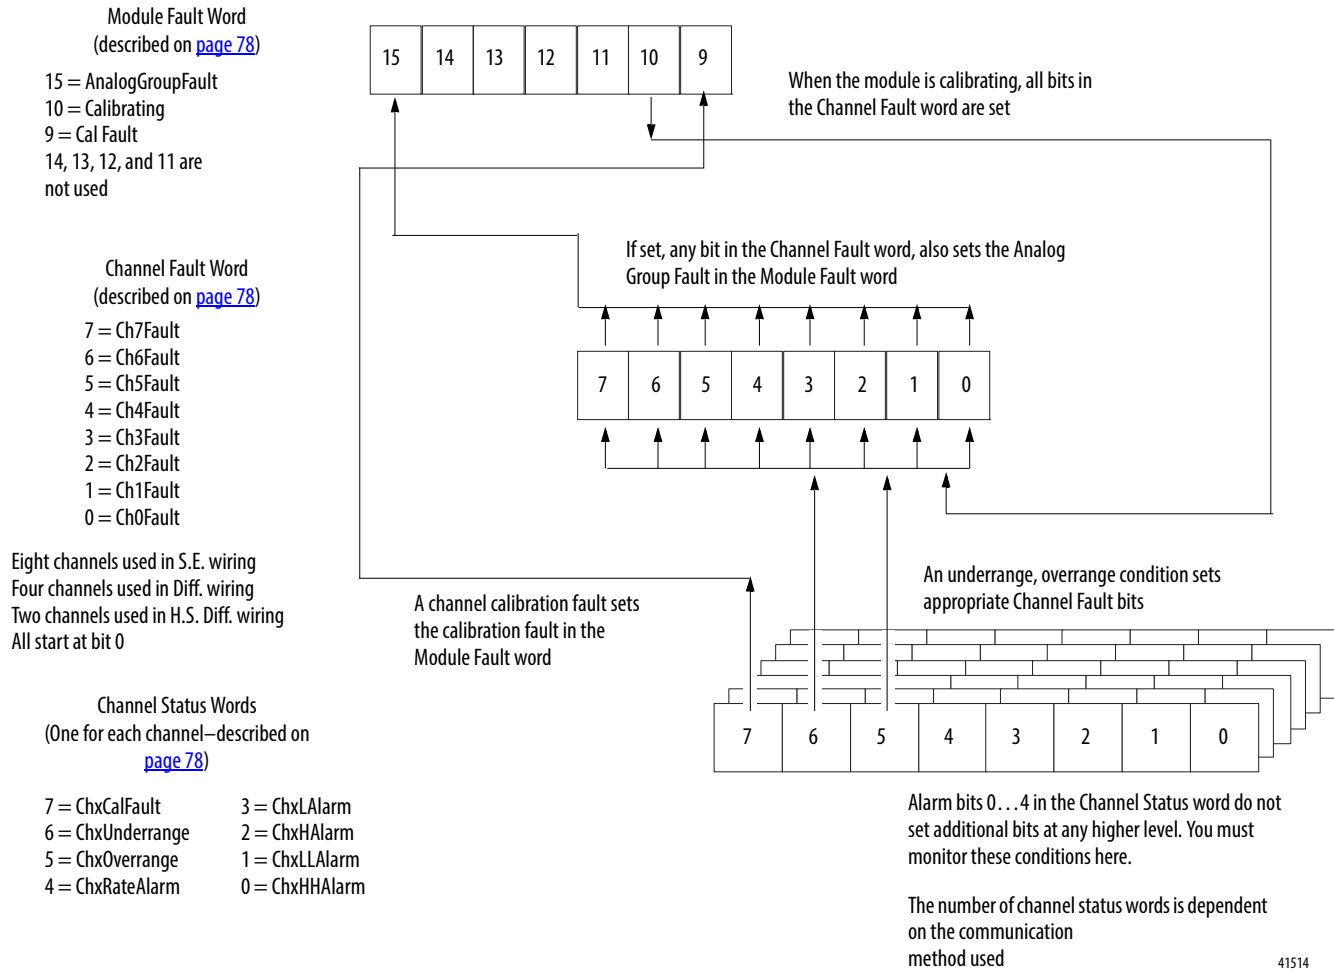 Module Fault Word
(described on page 78)
15 = AnalogGroupFault
10 = Calibrating
9 = Cal Fault
14, 13, 12, and 11 are
not used
15 14 13 12 11 10 9
When the module is calibrating, all bits in
the Channel Fault word are set
If set, any bit in the Channel Fault word, also sets the Analog
Group Fault in the Module Fault word
Channel Fault Word
(described on page 78)
7 = Ch7Fault
6 = Ch6Fault
5 = Ch5Fault
4 = Ch4Fault
3 = Ch3Fault
2 = Ch2Fault
1 = Ch1Fault
0 = Ch0Fault
7 6 5 4 3 2 1 0
Eight channels used in S.E. wiring
Four channels used in Diff. wiring
Two channels used in H.S. Diff. wiring
All start at bit 0
A channel calibration fault sets
the calibration fault in the
Module Fault word
An underrange, overrange condition sets
appropriate Channel Fault bits
Channel Status Words
(One for each channel–described on
page 78)
7 = ChxCalFault
6 = ChxUnderrange
5 = ChxOverrange
4 = ChxRateAlarm
3 = ChxLAlarm
2 = ChxHAlarm
1 = ChxLLAlarm
0 = ChxHHAlarm
7 6 5 4 3 2 1 0
Alarm bits 0…4 in the Channel Status word do not
set additional bits at any higher level. You must
monitor these conditions here.
The number of channel status words is dependent
on the communication
method used
41514